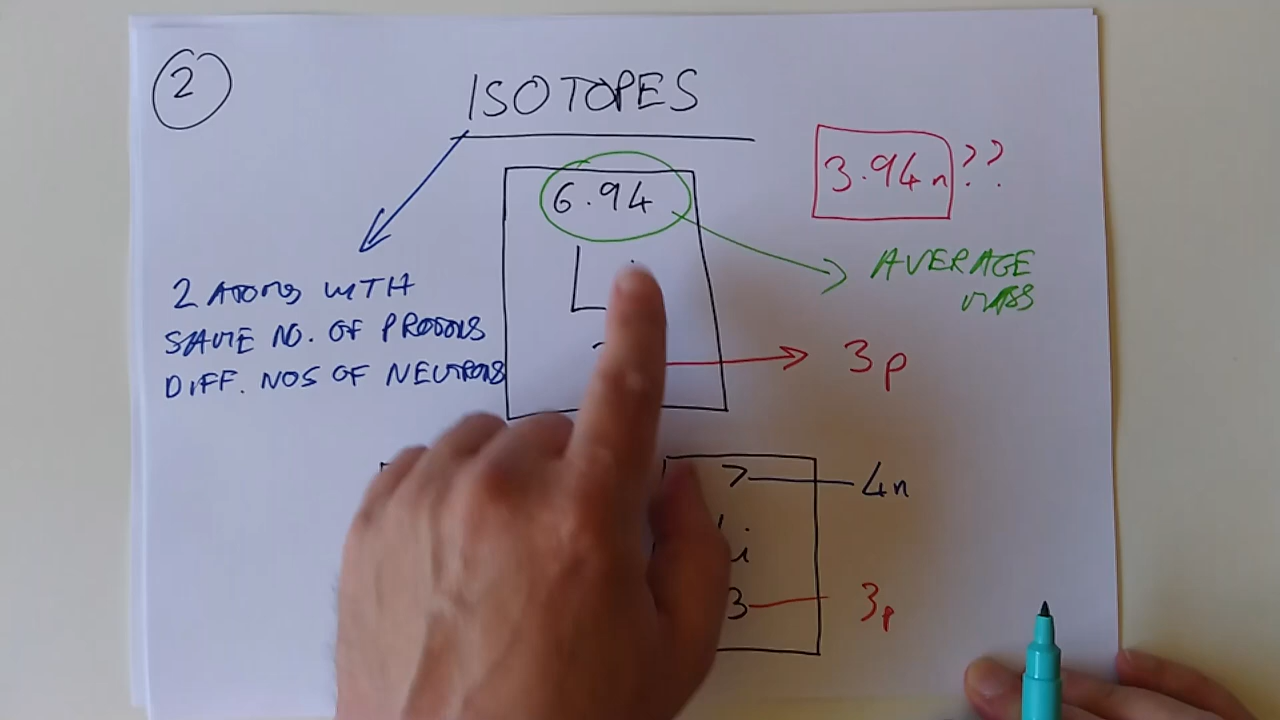 2
ISOTOPES
6.94
3.94n ??
AVERAGE
MASS
2 ATOMS WITH
SAME NO. OF PROTONS
DIFF. NOS OF NEUTRONS
3p
7
4n
Li
3
3p